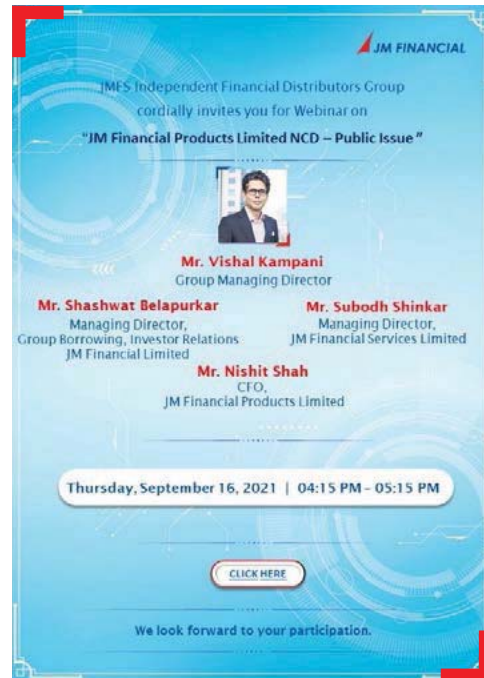 JM FINANCIAL
JMFS Independent Financial Distributors Group
cordially invites you for Webinar on
"JM Financial Products Limited NCD – Public Issue"
Mr. Vishal Kampani
Group Managing Director
Mr. Shashwat Belapurkar
Managing Director,
Group Borrowing, Investor Relations
JM Financial Limited
Mr. Subodh Shinkar
Managing Director,
JM Financial Services Limited
Mr. Nishit Shah
CFO,
JM Financial Products Limited
Thursday, September 16, 2021 | 04:15 PM - 05:15 PM
CLICK HERE
We look forward to your participation.